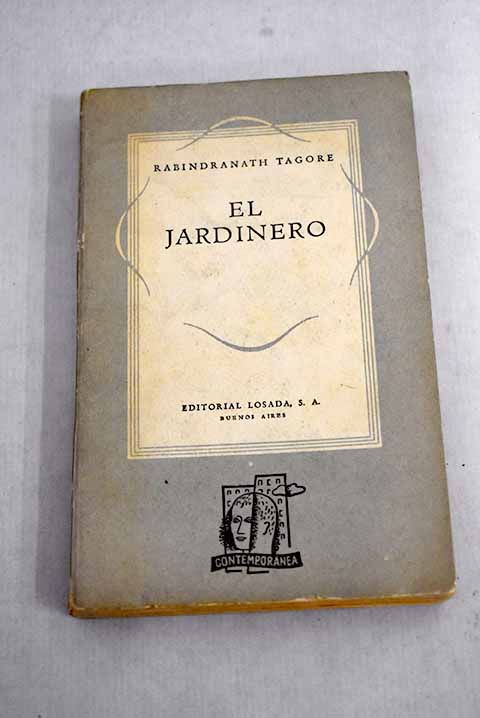 RABINDRANATH TAGORE
EL
JARDINERO
EDITORIAL LOSADA, S. A.
BUENOS AIRES
CONTEMPORANEA